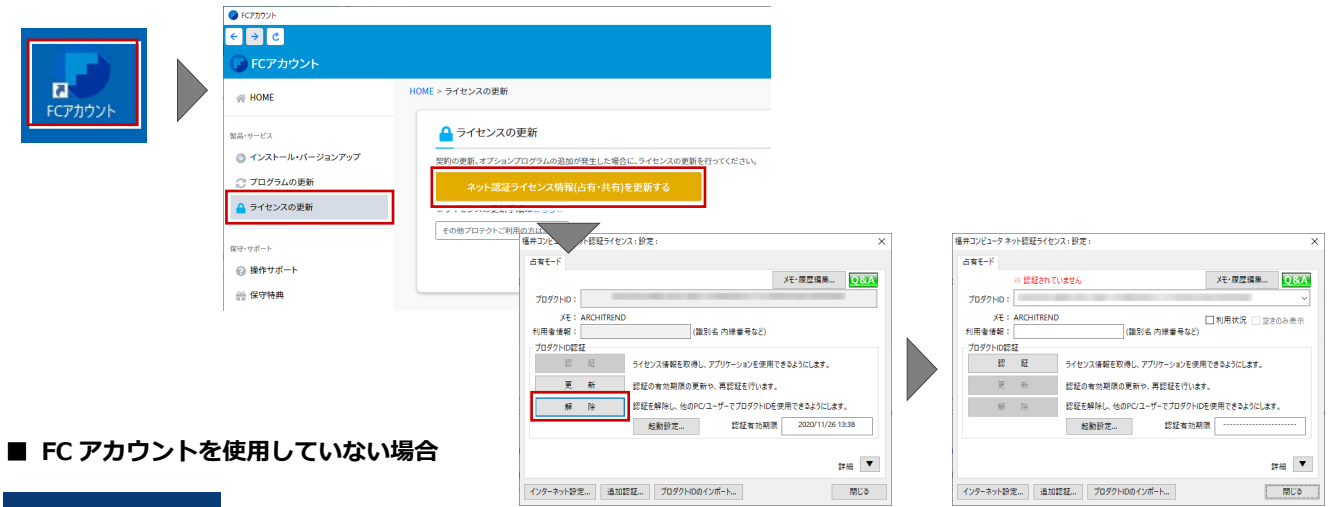 FCアカウント
FCアカウント
FCアカウント
HOME
製品・サービス
インストール・バージョンアップ
プログラムの更新
ライセンスの更新
保守・サポート
操作サポート
保守特典
HOME > ライセンスの更新
ライセンスの更新
契約の更新、オプションプログラムの追加が発生した場合に、ライセンスの更新を行ってください。
ネット認証ライセンス情報(占有・共有)を更新する
その他プロテクトご利用の方は
福井コンピュータ ネット認証ライセンス : 設定 :
占有モード
メモ・履歴編集... Q&A
プロダクトID :
メモ : ARCHITREND
利用者情報 : (識別名 内線番号など)
プロダクトID認証
認 証 ライセンス情報を取得し、アプリケーションを使用できるようにします。
更 新 認証の有効期限の更新や、再認証を行います。
解 除 認証を解除し、他のPC/ユーザーでプロダクトIDを使用できるようにします。
起動設定... 認証有効期限 2020/11/26 13:38
詳細 ▼
インターネット設定... 追加認証... プロダクトIDのインポート... 閉じる
福井コンピュータ ネット認証ライセンス : 設定 :
占有モード
※ 認証されていません メモ・履歴編集... Q&A
プロダクトID :
メモ : ARCHITREND 利用状況 空きのみ表示
利用者情報 : (識別名 内線番号など)
プロダクトID認証
認 証 ライセンス情報を取得し、アプリケーションを使用できるようにします。
更 新 認証の有効期限の更新や、再認証を行います。
解 除 認証を解除し、他のPC/ユーザーでプロダクトIDを使用できるようにします。
起動設定... 認証有効期限 -----------------------
詳細 ▼
インターネット設定... 追加認証... プロダクトIDのインポート... 閉じる
■ FC アカウントを使用していない場合